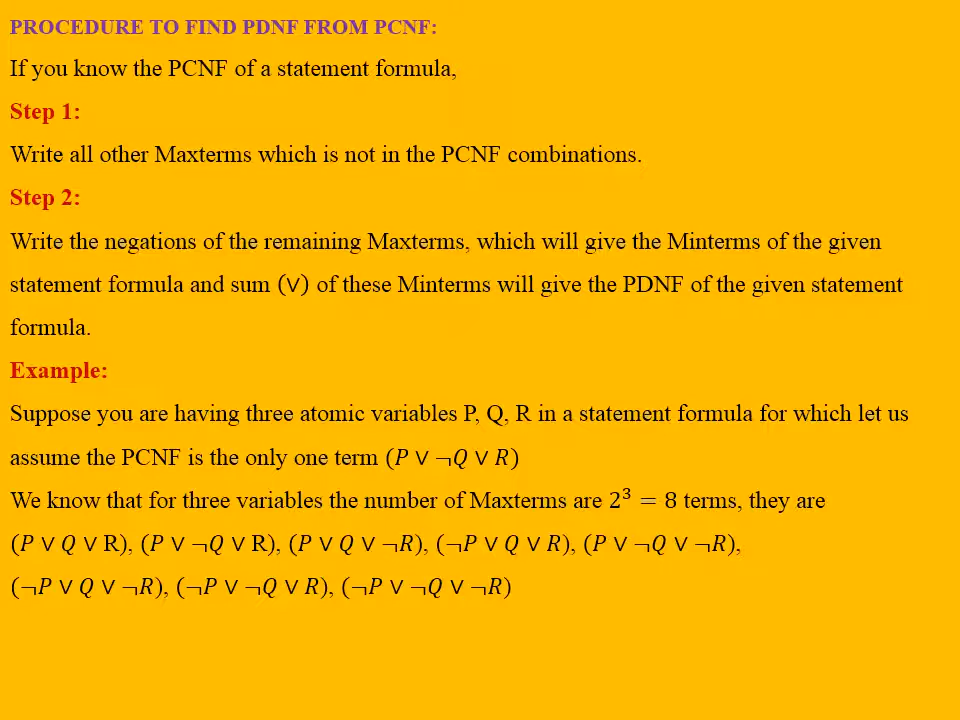 PROCEDURE TO FIND PDNF FROM PCNF:
If you know the PCNF of a statement formula,
Step 1:
Write all other Maxterms which is not in the PCNF combinations.
Step 2:
Write the negations of the remaining Maxterms, which will give the Minterms of the given
statement formula and sum (∨) of these Minterms will give the PDNF of the given statement
formula.
Example:
Suppose you are having three atomic variables P, Q, R in a statement formula for which let us
assume the PCNF is the only one term (𝑃 ∨ ¬𝑄 ∨ 𝑅)
We know that for three variables the number of Maxterms are 2³ = 8 terms, they are
(𝑃 ∨ 𝑄 ∨ R), (𝑃 ∨ ¬𝑄 ∨ R), (𝑃 ∨ 𝑄 ∨ ¬𝑅), (¬𝑃 ∨ 𝑄 ∨ 𝑅), (𝑃 ∨ ¬𝑄 ∨ ¬𝑅),
(¬𝑃 ∨ 𝑄 ∨ ¬𝑅), (¬𝑃 ∨ ¬𝑄 ∨ 𝑅), (¬𝑃 ∨ ¬𝑄 ∨ ¬𝑅)